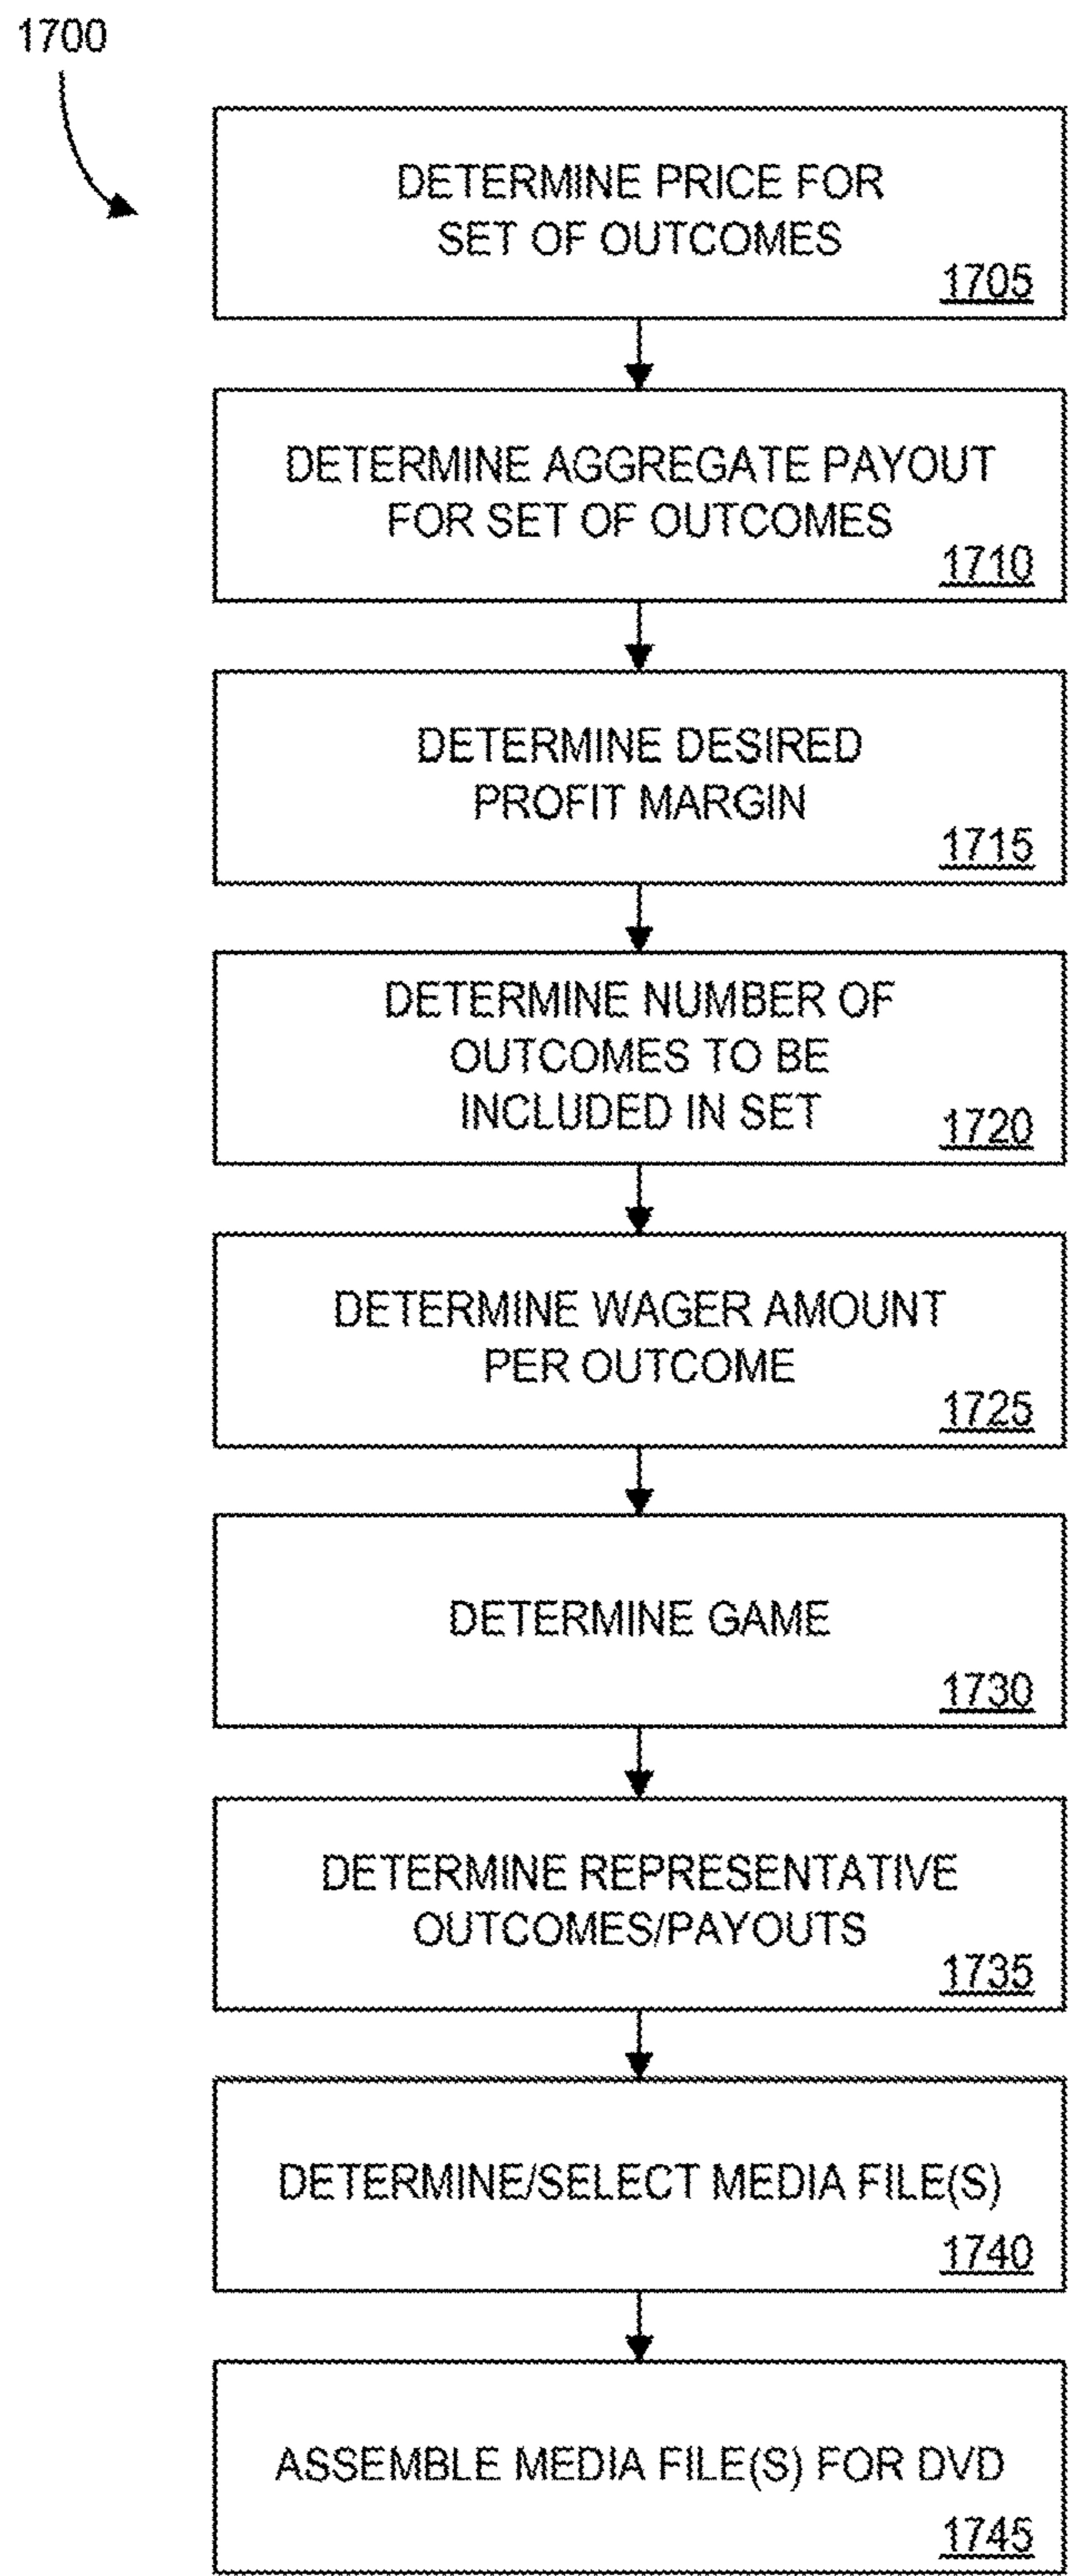 1700
DETERMINE PRICE FOR
SET OF OUTCOMES
1705
DETERMINE AGGREGATE PAYOUT
FOR SET OF OUTCOMES
1710
DETERMINE DESIRED
PROFIT MARGIN
1715
DETERMINE NUMBER OF
OUTCOMES TO BE
INCLUDED IN SET
1720
DETERMINE WAGER AMOUNT
PER OUTCOME
1725
DETERMINE GAME
1730
DETERMINE REPRESENTATIVE
OUTCOMES/PAYOUTS
1735
DETERMINE/SELECT MEDIA FILE(S)
1740
ASSEMBLE MEDIA FILE(S) FOR DVD
1745